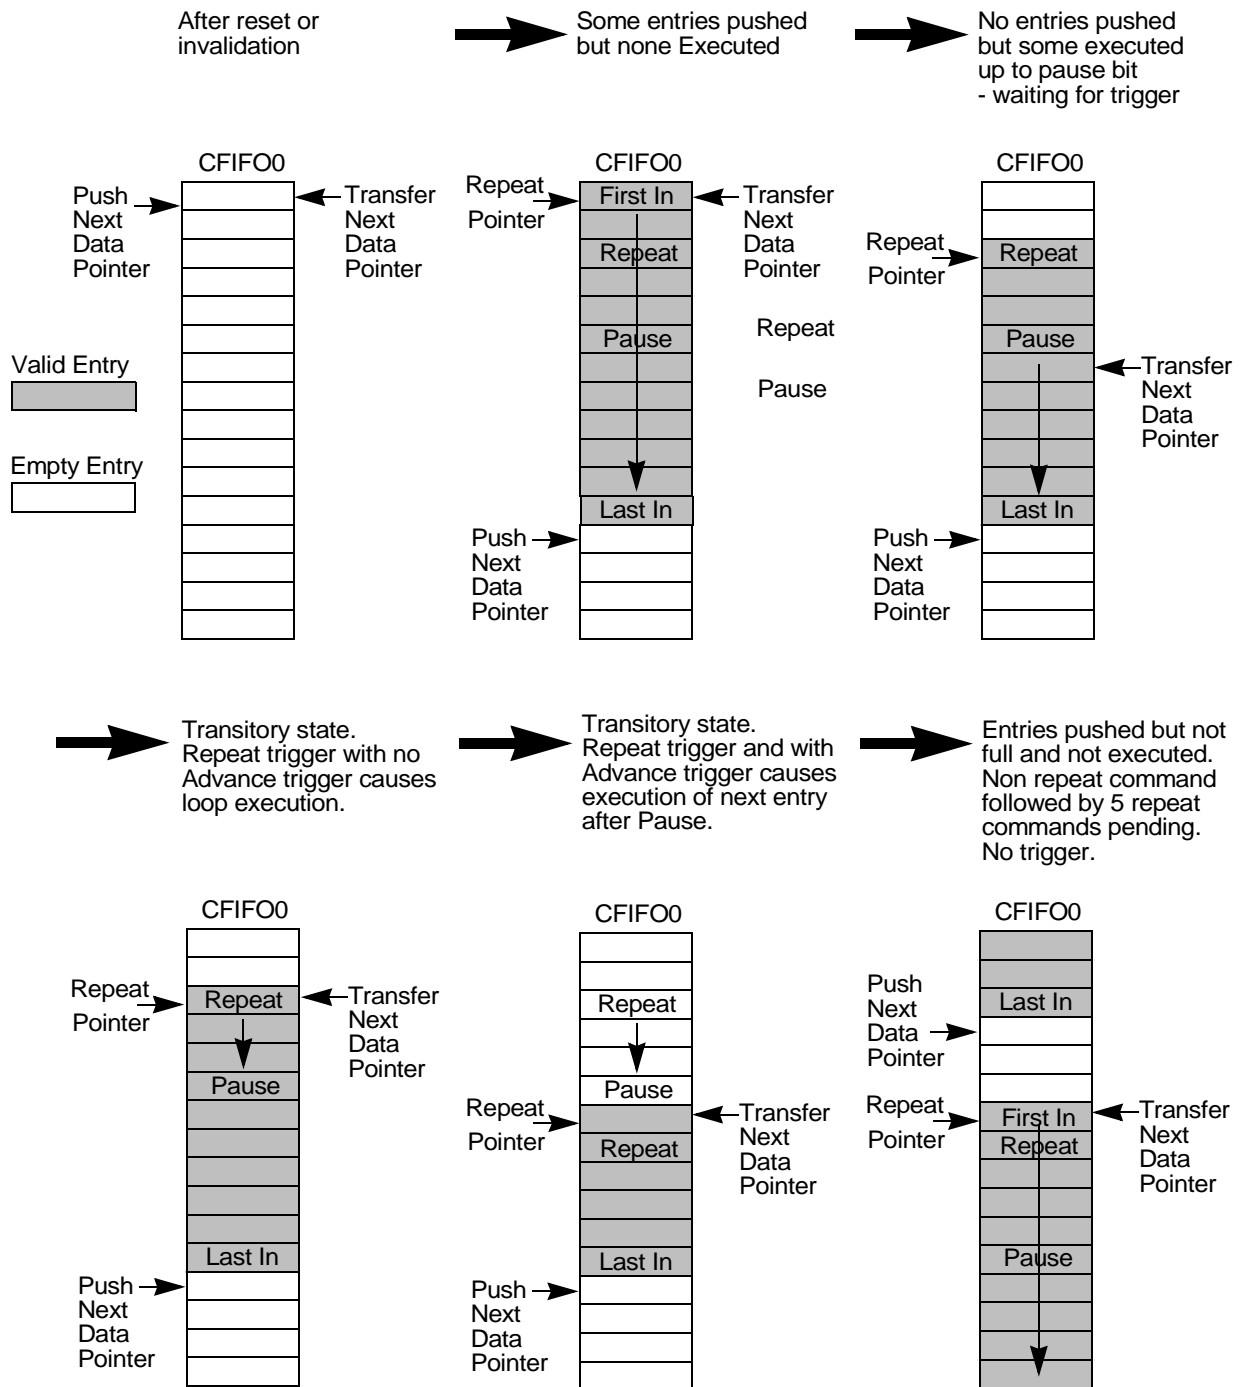 After reset or
invalidation
Some entries pushed
but none Executed
No entries pushed
but some executed
up to pause bit
- waiting for trigger
CFIFO0
Push
Next
Data
Pointer
Transfer
Next
Data
Pointer
Valid Entry
Empty Entry
CFIFO0
Repeat
Pointer
First In
Repeat
Pause
Last In
Transfer
Next
Data
Pointer
Repeat
Pause
Push
Next
Data
Pointer
CFIFO0
Repeat
Pointer
Repeat
Pause
Last In
Transfer
Next
Data
Pointer
Push
Next
Data
Pointer
Transitory state.
Repeat trigger with no
Advance trigger causes
loop execution.
Transitory state.
Repeat trigger and with
Advance trigger causes
execution of next entry
after Pause.
Entries pushed but not
full and not executed.
Non repeat command
followed by 5 repeat
commands pending.
No trigger.
CFIFO0
Repeat
Pointer
Repeat
Pause
Last In
Transfer
Next
Data
Pointer
Push
Next
Data
Pointer
CFIFO0
Repeat
Pause
Repeat
Pointer
Repeat
Last In
Transfer
Next
Data
Pointer
Push
Next
Data
Pointer
CFIFO0
Push
Next
Data
Pointer
Last In
Repeat
Pointer
First In
Repeat
Pause
Transfer
Next
Data
Pointer